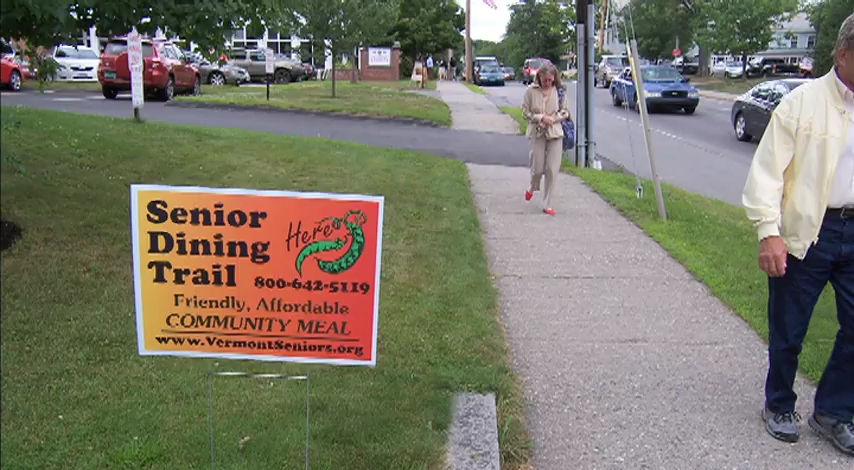 Senior
Dining
Trail
Here
800-642-5119
Friendly, Affordable
COMMUNITY MEAL
www.VermontSeniors.org